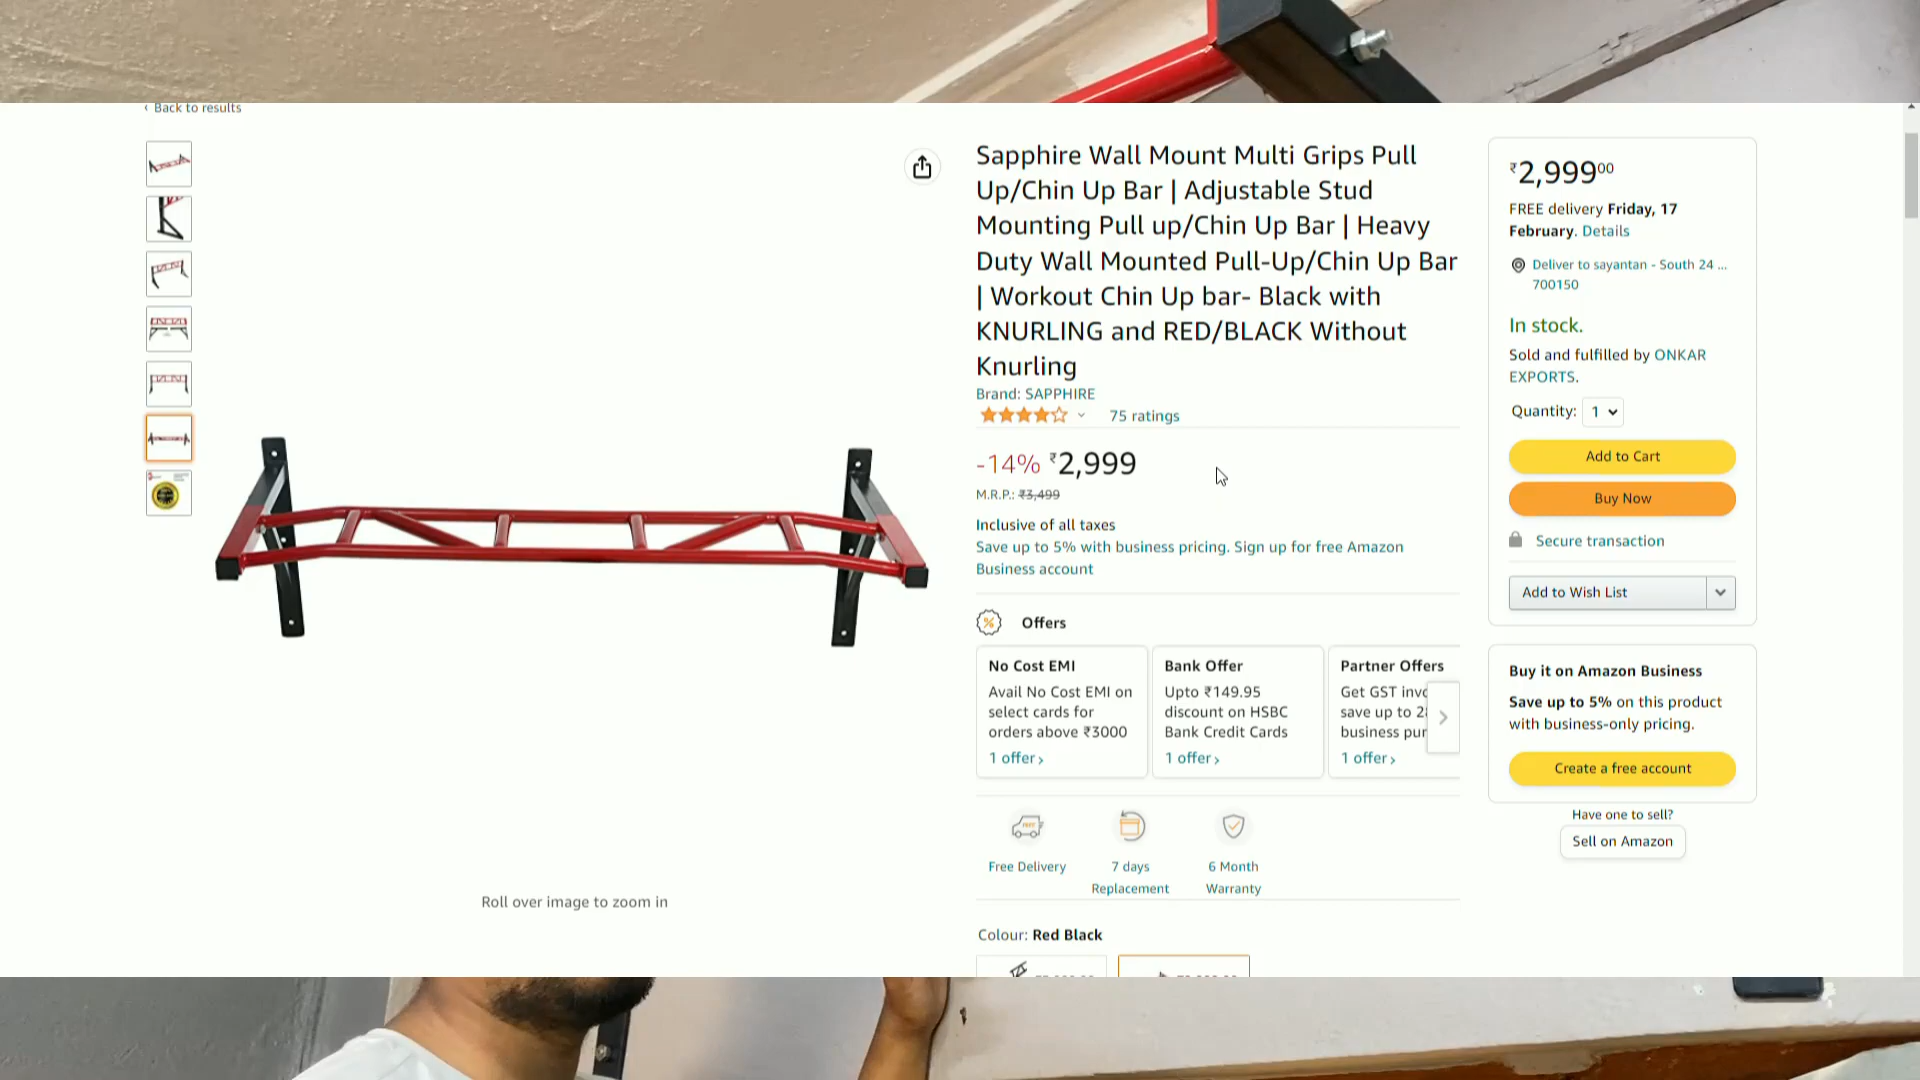 ‹ Back to results
Sapphire Wall Mount Multi Grips Pull
Up/Chin Up Bar | Adjustable Stud
Mounting Pull up/Chin Up Bar | Heavy
Duty Wall Mounted Pull-Up/Chin Up Bar
| Workout Chin Up bar- Black with
KNURLING and RED/BLACK Without
Knurling
Brand: SAPPHIRE
75 ratings
-14% ₹2,999
M.R.P.: ₹3,499
Inclusive of all taxes
Save up to 5% with business pricing. Sign up for free Amazon
Business account
Offers
No Cost EMI
Avail No Cost EMI on
select cards for
orders above ₹3000
1 offer ›
Bank Offer
Upto ₹149.95
discount on HSBC
Bank Credit Cards
1 offer ›
Partner Offers
Get GST
save up to
business
1 offer ›
Free Delivery
7 days
Replacement
6 Month
Warranty
Colour: Red Black
Roll over image to zoom in
₹2,999.00
FREE delivery Friday, 17
February. Details
Deliver to sayantan - South 24 ...
700150
In stock.
Sold and fulfilled by ONKAR
EXPORTS.
Quantity: 1
Add to Cart
Buy Now
Secure transaction
Add to Wish List
Buy it on Amazon Business
Save up to 5% on this product
with business-only pricing.
Create a free account
Have one to sell?
Sell on Amazon